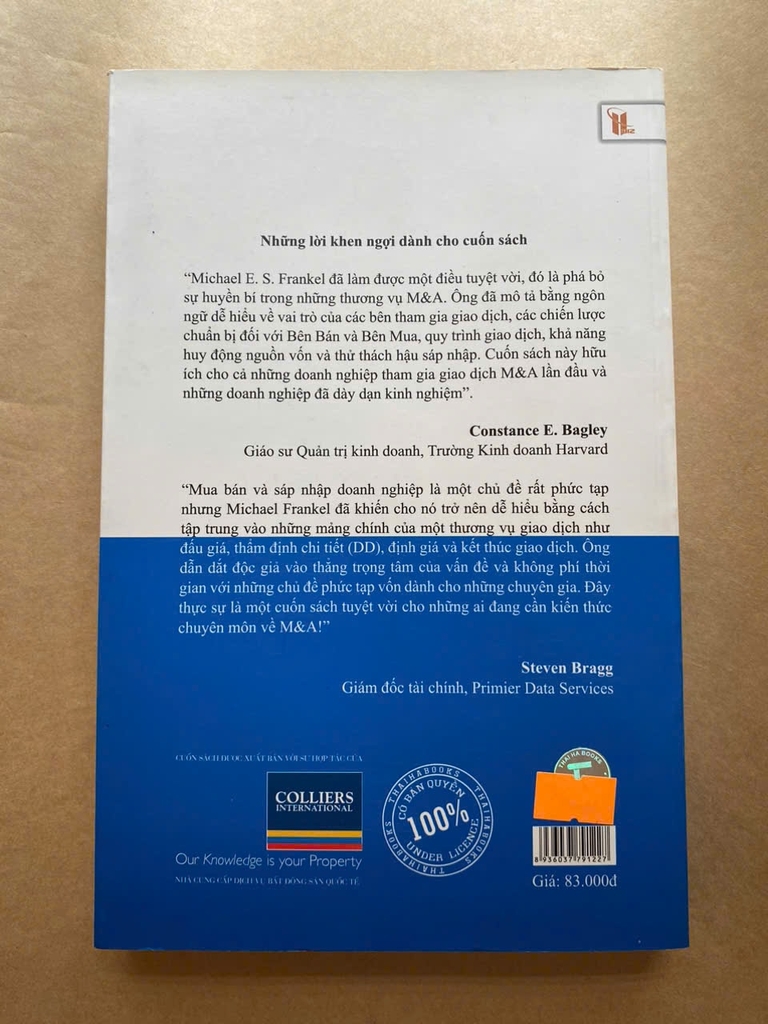 H
BIZ
Những lời khen ngợi dành cho cuốn sách
“Michael E. S. Frankel đã làm được một điều tuyệt vời, đó là phá bỏ
sự huyền bí trong những thương vụ M&A. Ông đã mô tả bằng ngôn
ngữ dễ hiểu về vai trò của các bên tham gia giao dịch, các chiến lược
chuẩn bị đối với Bên Bán và Bên Mua, quy trình giao dịch, khả năng
huy động nguồn vốn và thử thách hậu sáp nhập. Cuốn sách này hữu
ích cho cả những doanh nghiệp tham gia giao dịch M&A lần đầu và
những doanh nghiệp đã dày dạn kinh nghiệm”.
Constance E. Bagley
Giáo sư Quản trị kinh doanh, Trường Kinh doanh Harvard
“Mua bán và sáp nhập doanh nghiệp là một chủ đề rất phức tạp
nhưng Michael Frankel đã khiến cho nó trở nên dễ hiểu bằng cách
tập trung vào những mảng chính của một thương vụ giao dịch như
đấu giá, thẩm định chi tiết (DD), định giá và kết thúc giao dịch. Ông
dẫn dắt độc giả vào thẳng trọng tâm của vấn đề và không phí thời
gian với những chủ đề phức tạp vốn dành cho những chuyên gia. Đây
thực sự là một cuốn sách tuyệt vời cho những ai đang cần kiến thức
chuyên môn về M&A!”
Steven Bragg
Giám đốc tài chính, Primier Data Services
CUỐN SÁCH ĐƯỢC XUẤT BẢN VỚI SỰ HỢP TÁC CỦA
COLLIERS
INTERNATIONAL
Our Knowledge is your Property
NHÀ CUNG CẤP DỊCH VỤ BẤT ĐỘNG SẢN QUỐC TẾ
THAIHABOOKS
THAIHABOOKS
THAIHABOOKS
CÓ BẢN QUYỀN
100%
UNDER LICENCE
THAI HA BOOKS
8 936037 791227
Giá: 83.000đ